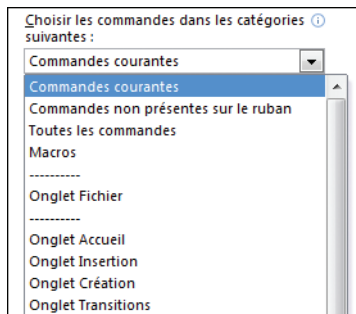 Choisir les commandes dans les catégories
suivantes :
Commandes courantes
Commandes courantes
Commandes non présentes sur le ruban
Toutes les commandes
Macros
----------
Onglet Fichier
----------
Onglet Accueil
Onglet Insertion
Onglet Création
Onglet Transitions